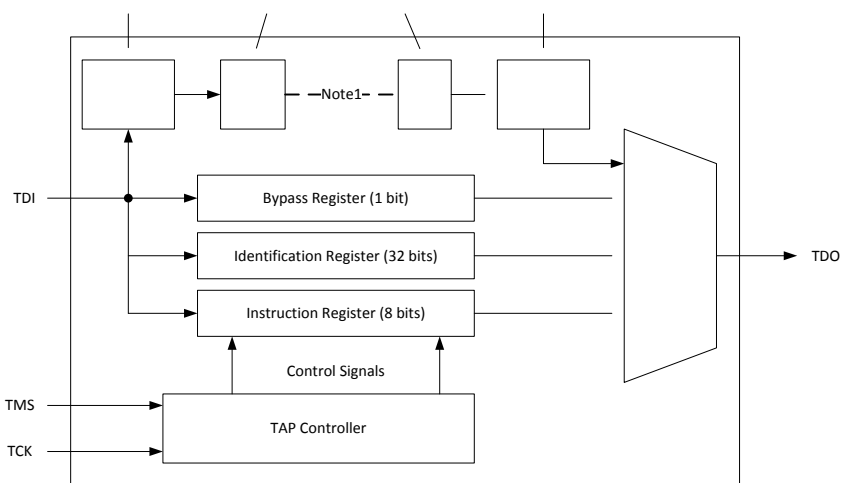 Note1
TDI
Bypass Register (1 bit)
Identification Register (32 bits)
TDO
Instruction Register (8 bits)
Control Signals
TMS
TAP Controller
TCK